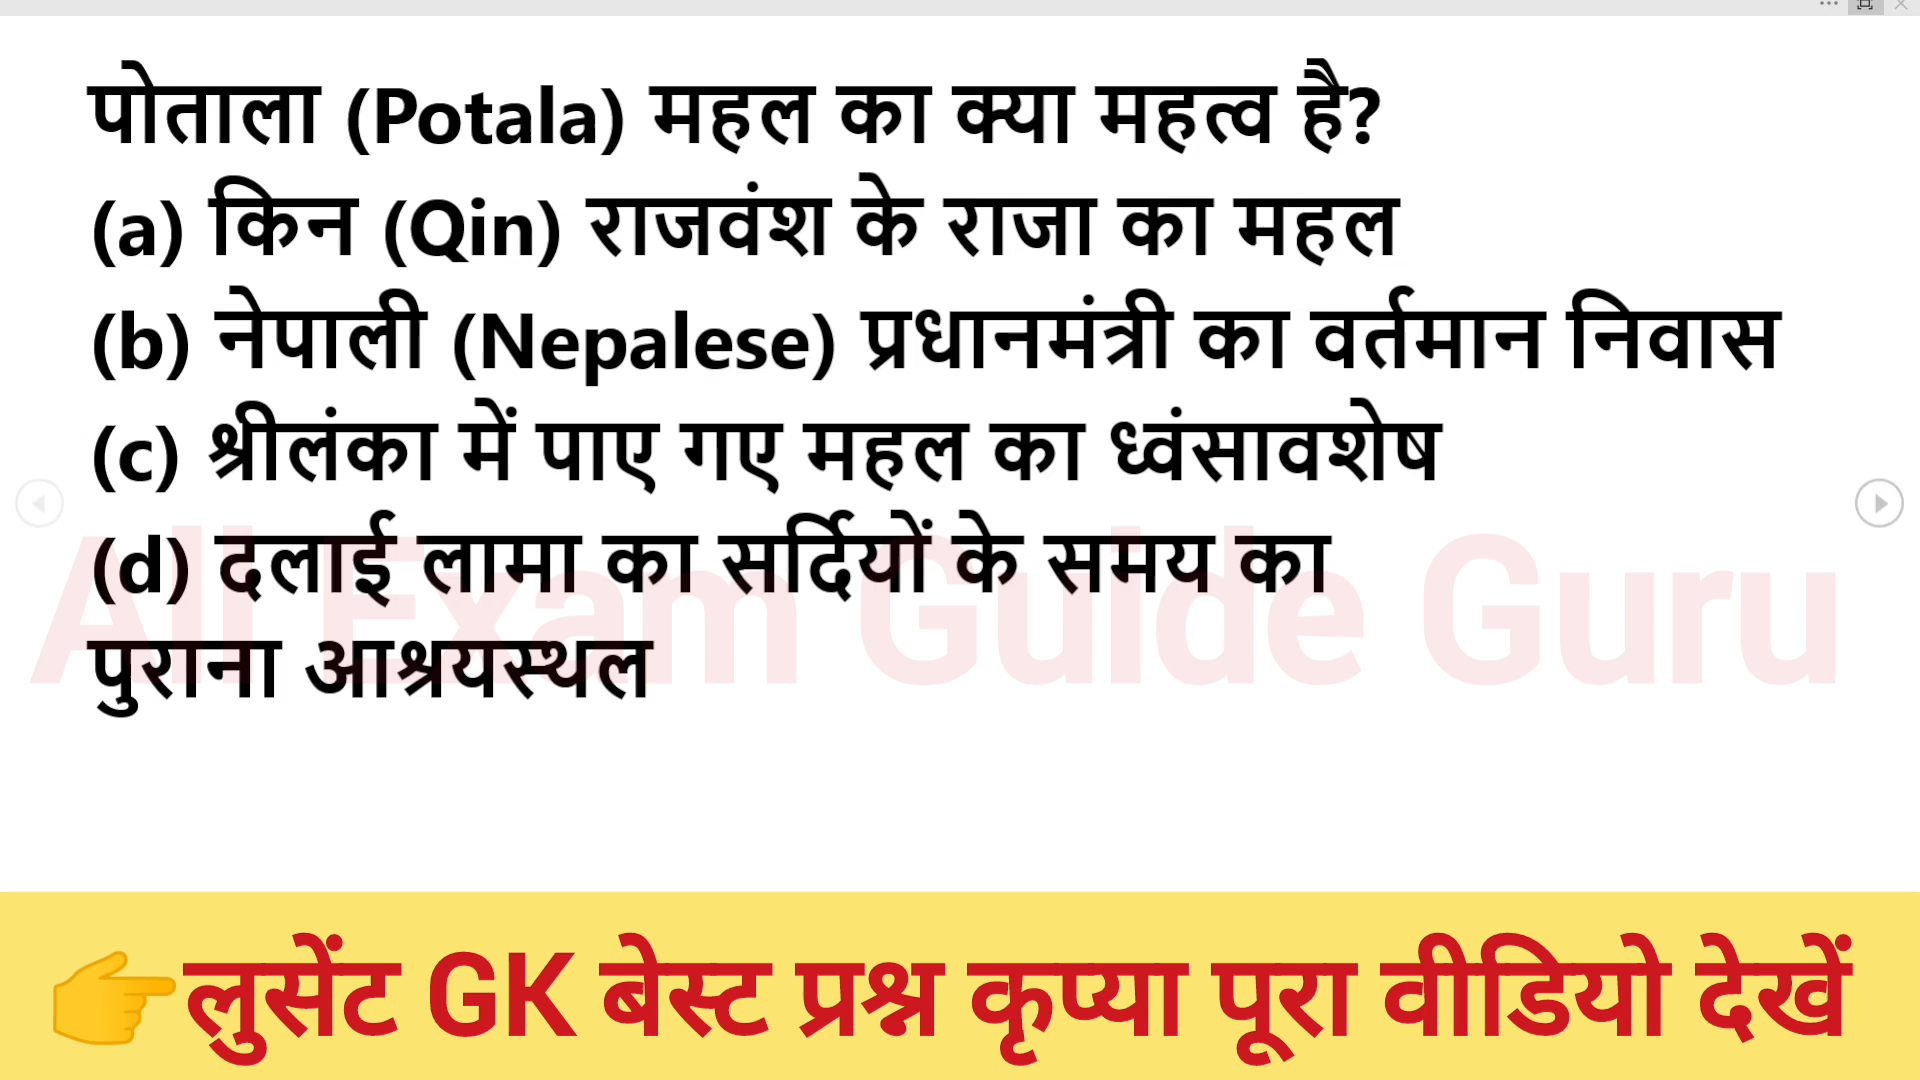 पोताला (Potala) महल का क्या महत्व है?
(a) किन (Qin) राजवंश के राजा का महल
(b) नेपाली (Nepalese) प्रधानमंत्री का वर्तमान निवास
(c) श्रीलंका में पाए गए महल का ध्वंसावशेष
(d) दलाई लामा का सर्दियों के समय का
पुराना आश्रयस्थल
All Exam Guide Guru
👉लुसेंट GK बेस्ट प्रश्न कृप्या पूरा वीडियो देखें